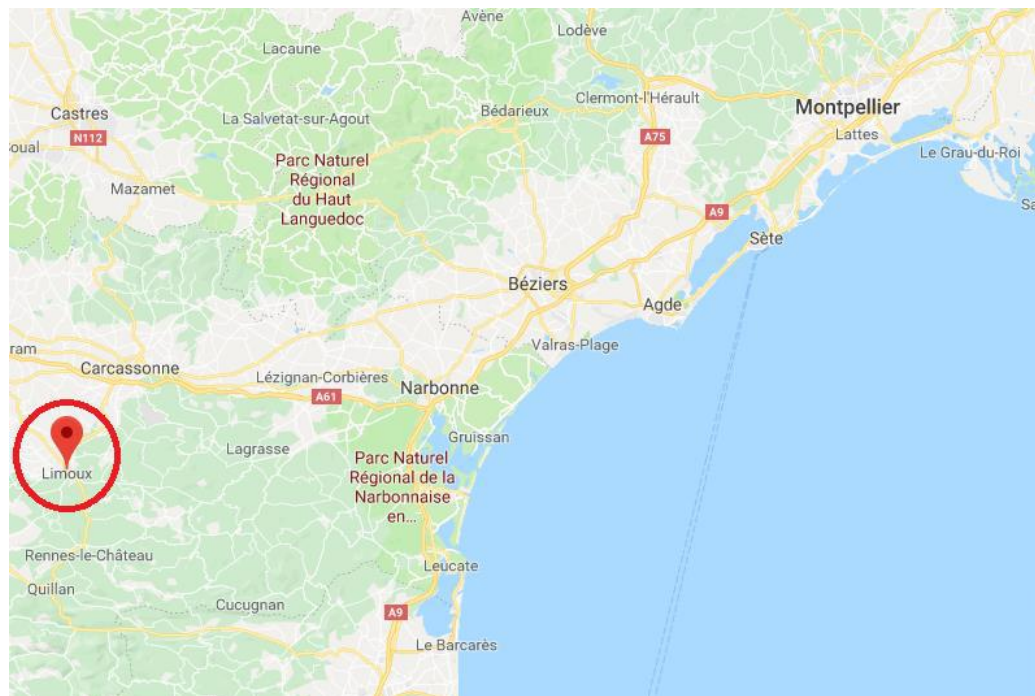 Avène
Lodève
Lacaune
Castres
La Salvetat-sur-Agout
Bédarieux
Clermont-l'Hérault
Montpellier
N112
A75
Lattes
oual
Le Grau-du-Roi
Parc Naturel
Régional
du Haut
Languedoc
Mazamet
A9
Sa
Sète
Béziers
Agde
ram
Valras-Plage
Carcassonne
Lézignan-Corbières
Narbonne
A61
Gruissan
Lagrasse
Parc Naturel
Régional de la
Narbonnaise
en...
Limoux
Rennes-le-Château
Leucate
Quillan
Cucugnan
A9
Le Barcarès